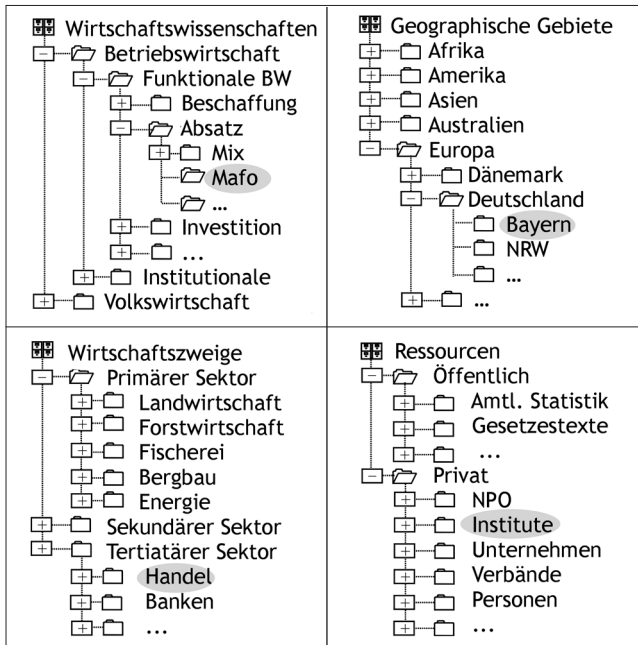 Wirtschaftswissenschaften
Betriebswirtschaft
Funktionale BW
Beschaffung
Absatz
Mix
Mafo
...
Investition
...
Institutionale
Volkswirtschaft
Geographische Gebiete
Afrika
Amerika
Asien
Australien
Europa
Dänemark
Deutschland
Bayern
NRW
...
...
Wirtschaftszweige
Primärer Sektor
Landwirtschaft
Forstwirtschaft
Fischerei
Bergbau
Energie
Sekundärer Sektor
Tertiatärer Sektor
Handel
Banken
...
Ressourcen
Öffentlich
Amtl. Statistik
Gesetzestexte
...
Privat
NPO
Institute
Unternehmen
Verbände
Personen
...